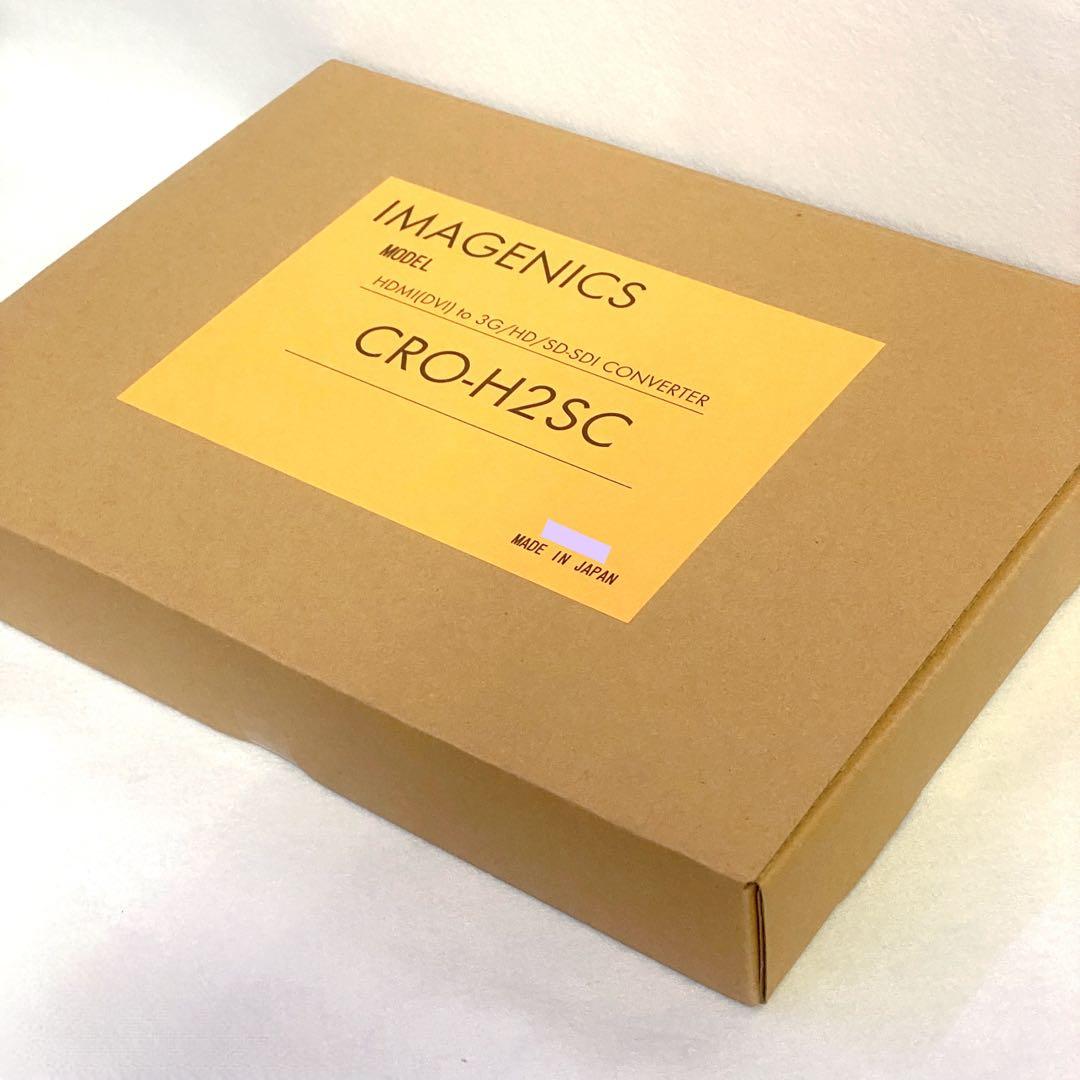 IMAGENICS
MODEL
HDMI(DVI) to 3G/HD/SD-SDI CONVERTER
CRO-H2SC
MADE IN JAPAN